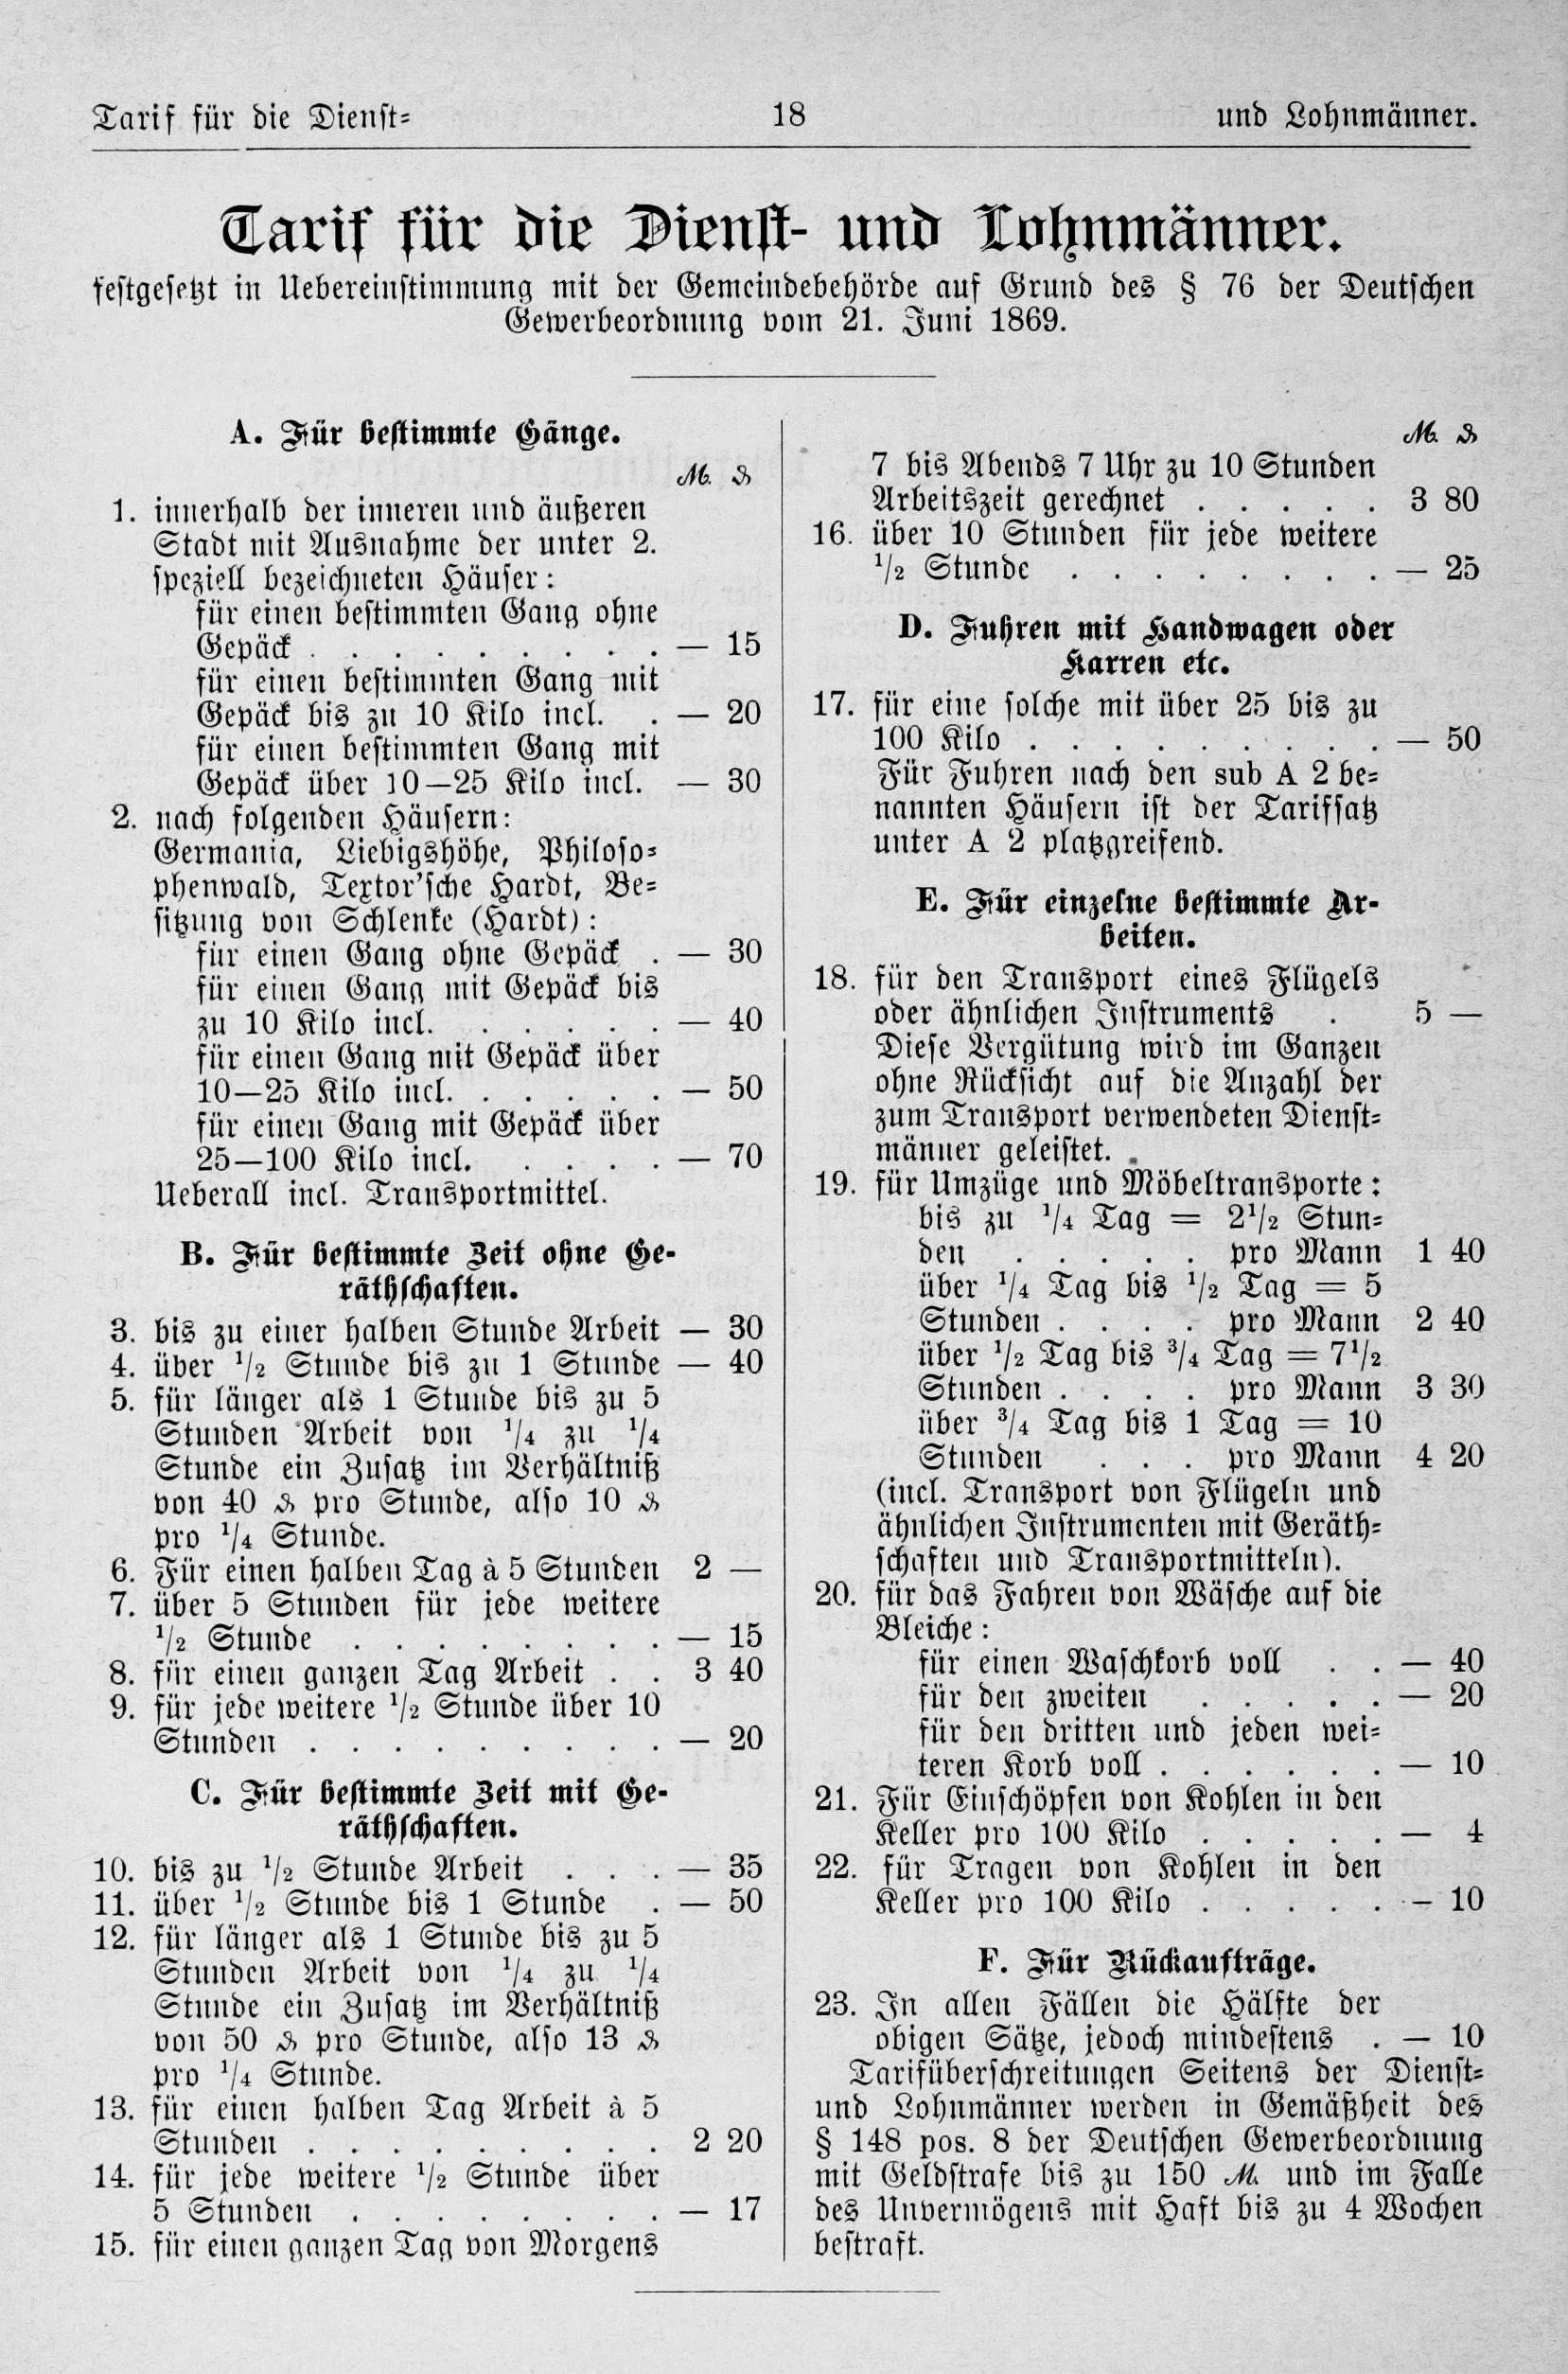 Tarif für die Dienst- 18 und Lohnmänner.
Tarif für die Dienst- und Lohnmänner.
festgesetzt in Uebereinstimmung mit der Gemeindebehörde auf Grund des § 76 der Deutschen
Gewerbeordnung vom 21. Juni 1869.
A. Für bestimmte Gänge.
M. ₰
1. innerhalb der inneren und äußeren
Stadt mit Ausnahme der unter 2.
speziell bezeichneten Häuser:
für einen bestimmten Gang ohne
Gepäck . . . . . . . . . — 15
für einen bestimmten Gang mit
Gepäck bis zu 10 Kilo incl. . — 20
für einen bestimmten Gang mit
Gepäck über 10—25 Kilo incl. — 30
2. nach folgenden Häusern:
Germania, Liebigshöhe, Philoso-
phenwald, Textor'sche Hardt, Be-
sitzung von Schlenke (Hardt):
für einen Gang ohne Gepäck . — 30
für einen Gang mit Gepäck bis
zu 10 Kilo incl. . . . . . — 40
für einen Gang mit Gepäck über
10—25 Kilo incl. . . . . . — 50
für einen Gang mit Gepäck über
25—100 Kilo incl. . . . . — 70
Ueberall incl. Transportmittel.
B. Für bestimmte Zeit ohne Ge-
räthschaften.
3. bis zu einer halben Stunde Arbeit — 30
4. über 1/2 Stunde bis zu 1 Stunde — 40
5. für länger als 1 Stunde bis zu 5
Stunden Arbeit von 1/4 zu 1/4
Stunde ein Zusatz im Verhältniß
von 40 ₰ pro Stunde, also 10 ₰
pro 1/4 Stunde.
6. Für einen halben Tag à 5 Stunden 2 —
7. über 5 Stunden für jede weitere
1/2 Stunde . . . . . . . . — 15
8. für einen ganzen Tag Arbeit . . 3 40
9. für jede weitere 1/2 Stunde über 10
Stunden . . . . . . . . . — 20
C. Für bestimmte Zeit mit Ge-
räthschaften.
10. bis zu 1/2 Stunde Arbeit . . . — 35
11. über 1/2 Stunde bis 1 Stunde . — 50
12. für länger als 1 Stunde bis zu 5
Stunden Arbeit von 1/4 zu 1/4
Stunde ein Zusatz im Verhältniß
von 50 ₰ pro Stunde, also 13 ₰
pro 1/4 Stunde.
13. für einen halben Tag Arbeit à 5
Stunden . . . . . . . . . 2 20
14. für jede weitere 1/2 Stunde über
5 Stunden . . . . . . . . — 17
15. für einen ganzen Tag von Morgens
M. ₰
7 bis Abends 7 Uhr zu 10 Stunden
Arbeitszeit gerechnet . . . . . 3 80
16. über 10 Stunden für jede weitere
1/2 Stunde . . . . . . . . — 25
D. Fuhren mit Handwagen oder
Karren etc.
17. für eine solche mit über 25 bis zu
100 Kilo . . . . . . . . . — 50
Für Fuhren nach den sub A 2 be-
nannten Häusern ist der Tarifsatz
unter A 2 platzgreifend.
E. Für einzelne bestimmte Ar-
beiten.
18. für den Transport eines Flügels
oder ähnlichen Instruments . 5 —
Diese Vergütung wird im Ganzen
ohne Rücksicht auf die Anzahl der
zum Transport verwendeten Dienst-
männer geleistet.
19. für Umzüge und Möbeltransporte:
bis zu 1/4 Tag = 2 1/2 Stun-
den . . . . . pro Mann 1 40
über 1/4 Tag bis 1/2 Tag = 5
Stunden . . . . pro Mann 2 40
über 1/2 Tag bis 3/4 Tag = 7 1/2
Stunden . . . . pro Mann 3 30
über 3/4 Tag bis 1 Tag = 10
Stunden . . . pro Mann 4 20
(incl. Transport von Flügeln und
ähnlichen Instrumenten mit Geräth-
schaften und Transportmitteln).
20. für das Fahren von Wäsche auf die
Bleiche:
für einen Waschkorb voll . . — 40
für den zweiten . . . . . — 20
für den dritten und jeden wei-
teren Korb voll . . . . . . — 10
21. Für Einschöpfen von Kohlen in den
Keller pro 100 Kilo . . . . . — 4
22. für Tragen von Kohlen in den
Keller pro 100 Kilo . . . . . — 10
F. Für Rückaufträge.
23. In allen Fällen die Hälfte der
obigen Sätze, jedoch mindestens . — 10
Tarifüberschreitungen Seitens der Dienst-
und Lohnmänner werden in Gemäßheit des
§ 148 pos. 8 der Deutschen Gewerbeordnung
mit Geldstrafe bis zu 150 M. und im Falle
des Unvermögens mit Haft bis zu 4 Wochen
bestraft.